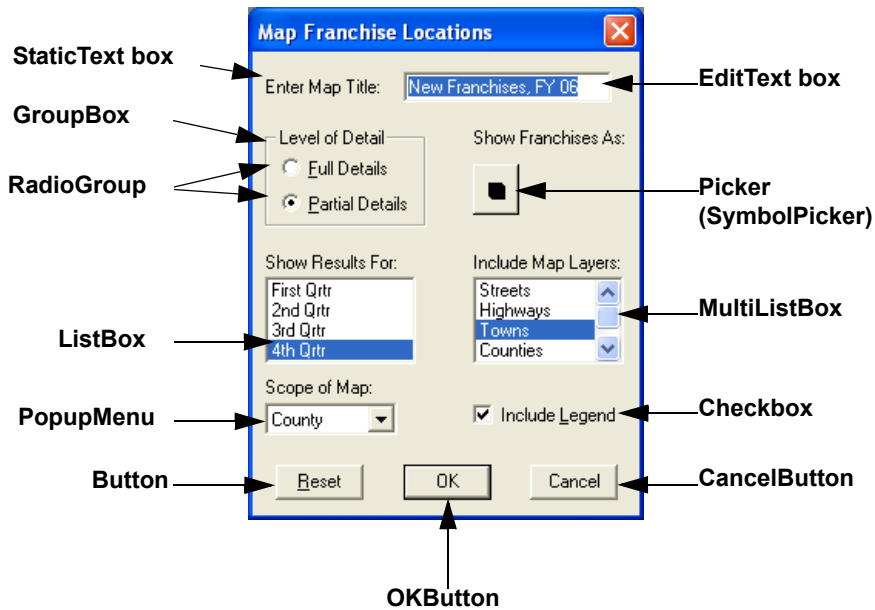 Map Franchise Locations
StaticText box
Enter Map Title:
New Franchises, FY 06
EditText box
GroupBox
Level of Detail
Show Franchises As:
RadioGroup
Full Details
Partial Details
Picker
(SymbolPicker)
Show Results For:
Include Map Layers:
First Qrtr
2nd Qrtr
3rd Qrtr
4th Qrtr
Streets
Highways
Towns
Counties
ListBox
MultiListBox
Scope of Map:
PopupMenu
County
Include Legend
Checkbox
Button
Reset
OK
Cancel
CancelButton
OKButton